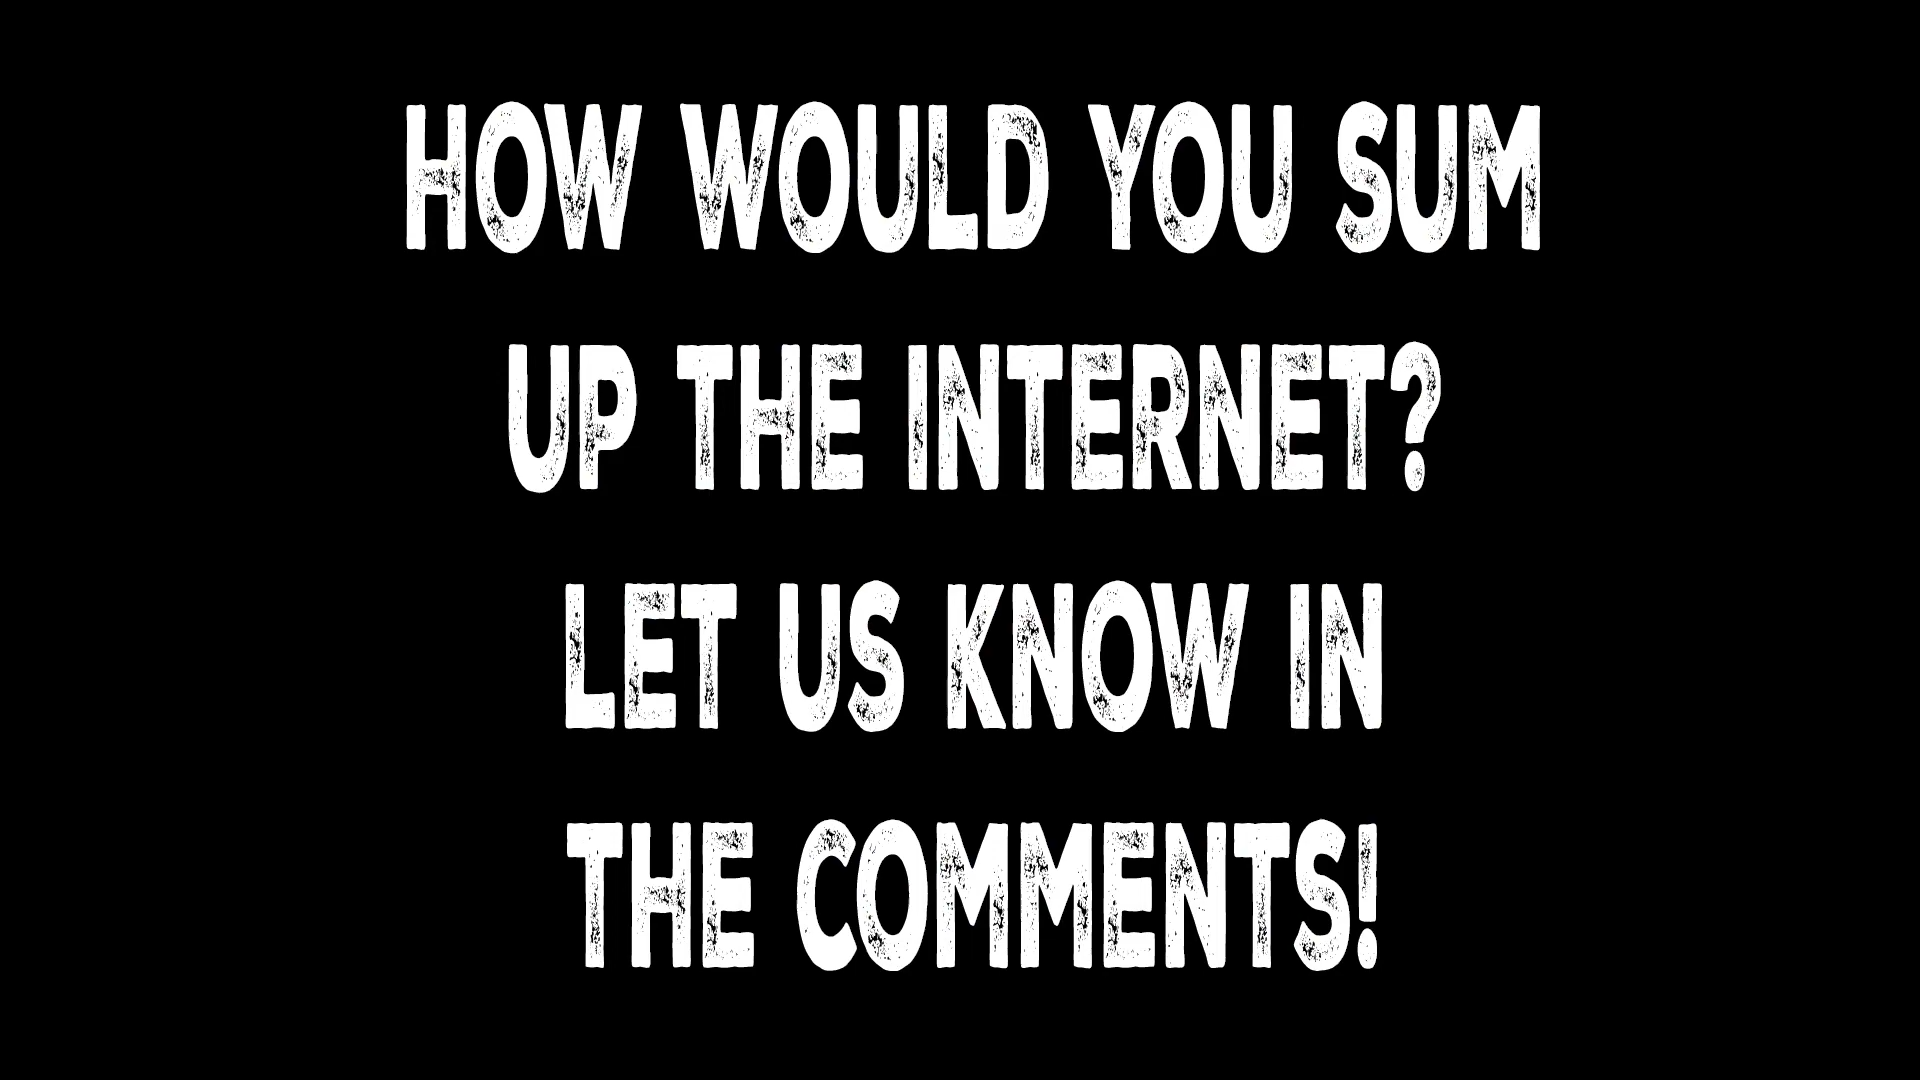 HOW WOULD YOU SUM
UP THE INTERNET?
LET US KNOW IN
THE COMMENTS!